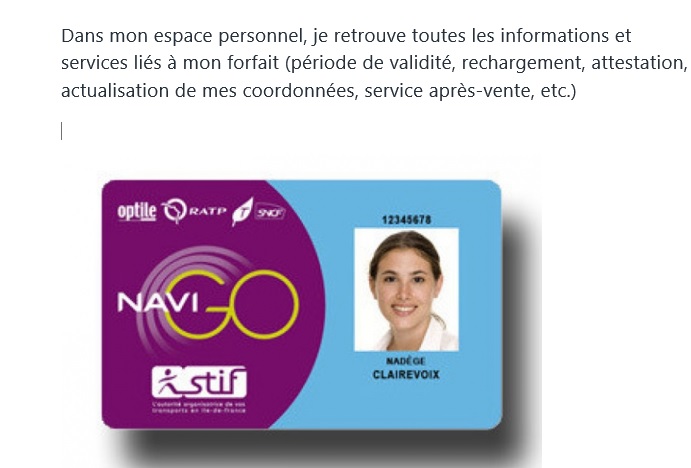 Dans mon espace personnel, je retrouve toutes les informations et
services liés à mon forfait (période de validité, rechargement, attestation,
actualisation de mes coordonnées, service après-vente, etc.)
optile RATP T SNCF
12345678
NAVIGO
NADÈGE
CLAIREVOIX
stif
L'autorité organisatrice de vos
transports en Ile-de-France